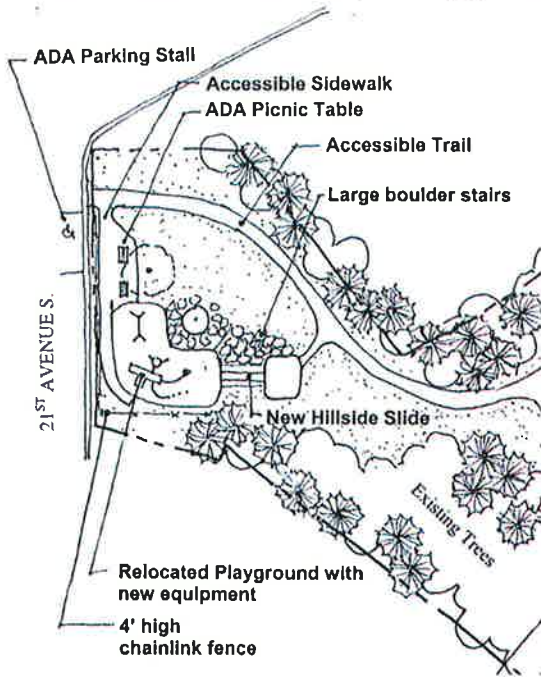 ADA Parking Stall
Accessible Sidewalk
ADA Picnic Table
Accessible Trail
Large boulder stairs
21ST AVENUE S.
New Hillside Slide
Existing Trees
Relocated Playground with
new equipment
4' high
chainlink fence